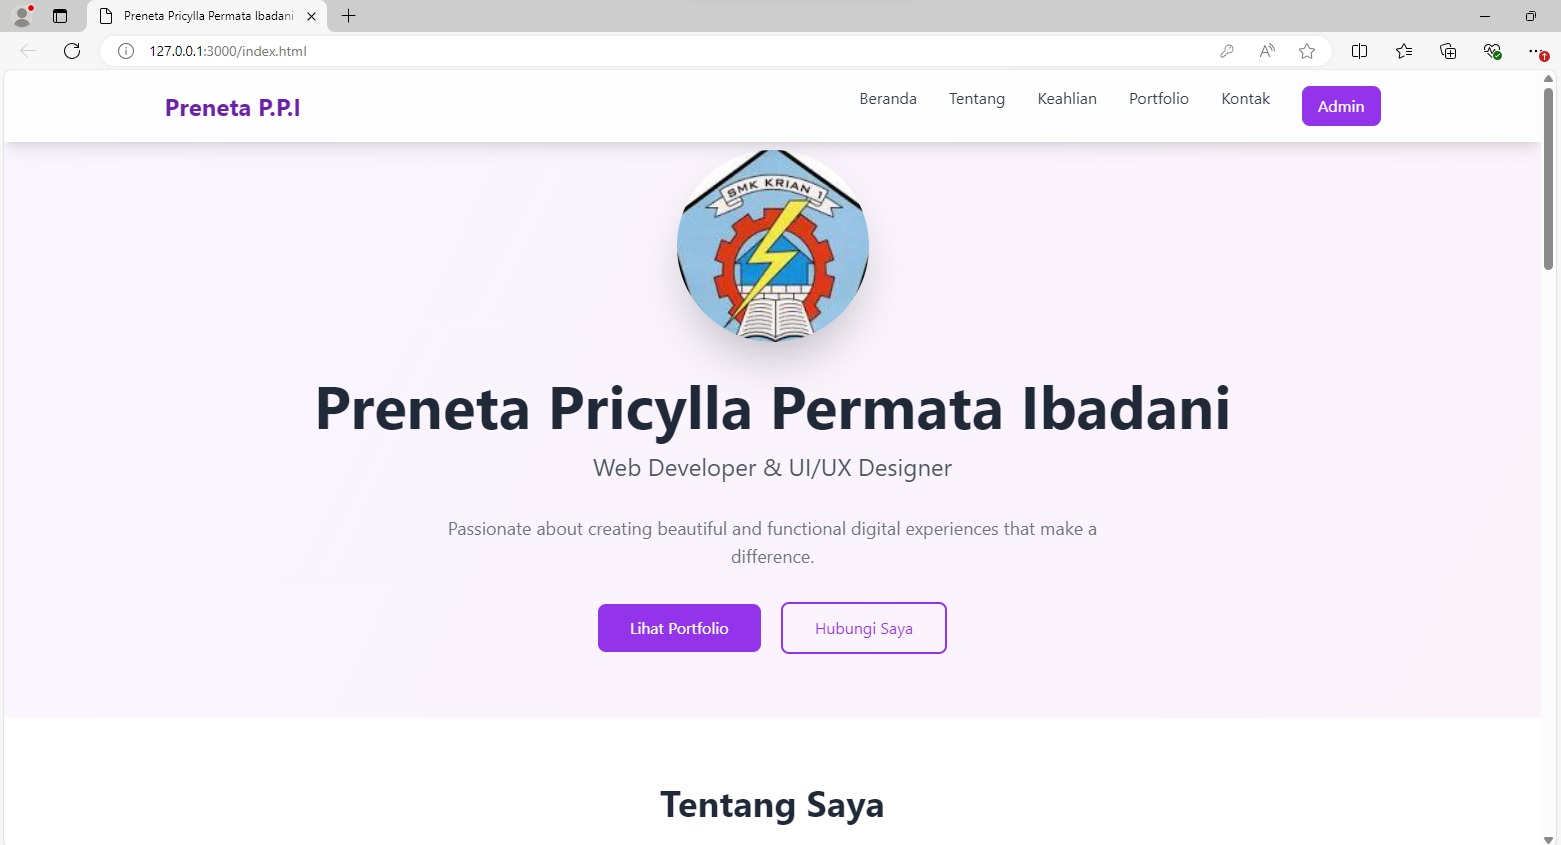 Preneta Pricylla Permata Ibadani
127.0.0.1:3000/index.html
Preneta P.P.I
Beranda
Tentang
Keahlian
Portfolio
Kontak
Admin
SMK KRIAN 1
Preneta Pricylla Permata Ibadani
Web Developer & UI/UX Designer
Passionate about creating beautiful and functional digital experiences that make a
difference.
Lihat Portfolio
Hubungi Saya
Tentang Saya